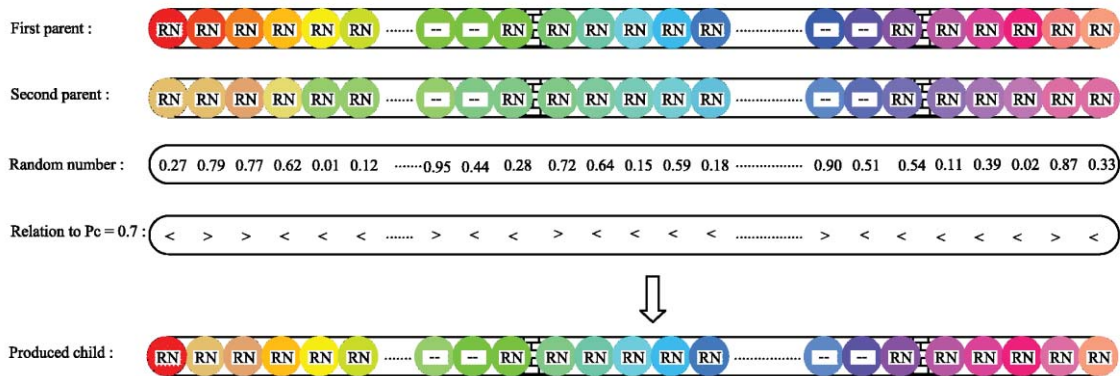 First parent : RN RN RN RN RN RN ...... -- -- RN RN RN RN RN RN ................ -- -- RN RN RN RN RN RN
Second parent : RN RN RN RN RN RN ...... -- -- RN RN RN RN RN RN ................ -- -- RN RN RN RN RN RN
Random number : 0.27 0.79 0.77 0.62 0.01 0.12 ...... 0.95 0.44 0.28 0.72 0.64 0.15 0.59 0.18 ................ 0.90 0.51 0.54 0.11 0.39 0.02 0.87 0.33
Relation to Pc = 0.7 : < > > < < < ...... > < < > < < < < ................ > < < < < < > <
Produced child : RN RN RN RN RN RN ...... -- -- RN RN RN RN RN RN ................ -- -- RN RN RN RN RN RN